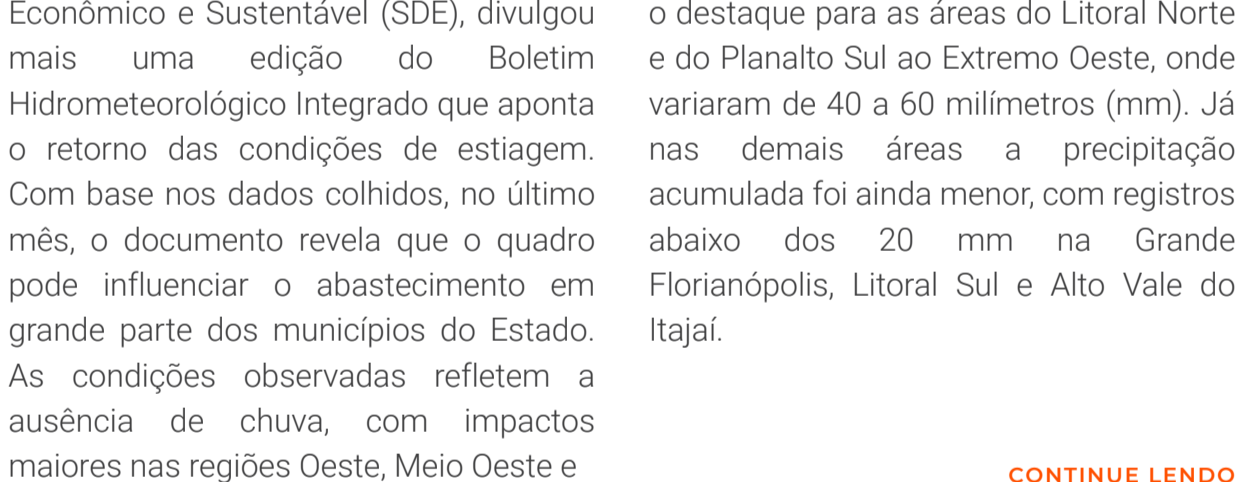 Econômico e Sustentável (SDE), divulgou
mais uma edição do Boletim
Hidrometeorológico Integrado que aponta
o retorno das condições de estiagem.
Com base nos dados colhidos, no último
mês, o documento revela que o quadro
pode influenciar o abastecimento em
grande parte dos municípios do Estado.
As condições observadas refletem a
ausência de chuva, com impactos
maiores nas regiões Oeste, Meio Oeste e
o destaque para as áreas do Litoral Norte
e do Planalto Sul ao Extremo Oeste, onde
variaram de 40 a 60 milímetros (mm). Já
nas demais áreas a precipitação
acumulada foi ainda menor, com registros
abaixo dos 20 mm na Grande
Florianópolis, Litoral Sul e Alto Vale do
Itajaí.
CONTINUE LENDO